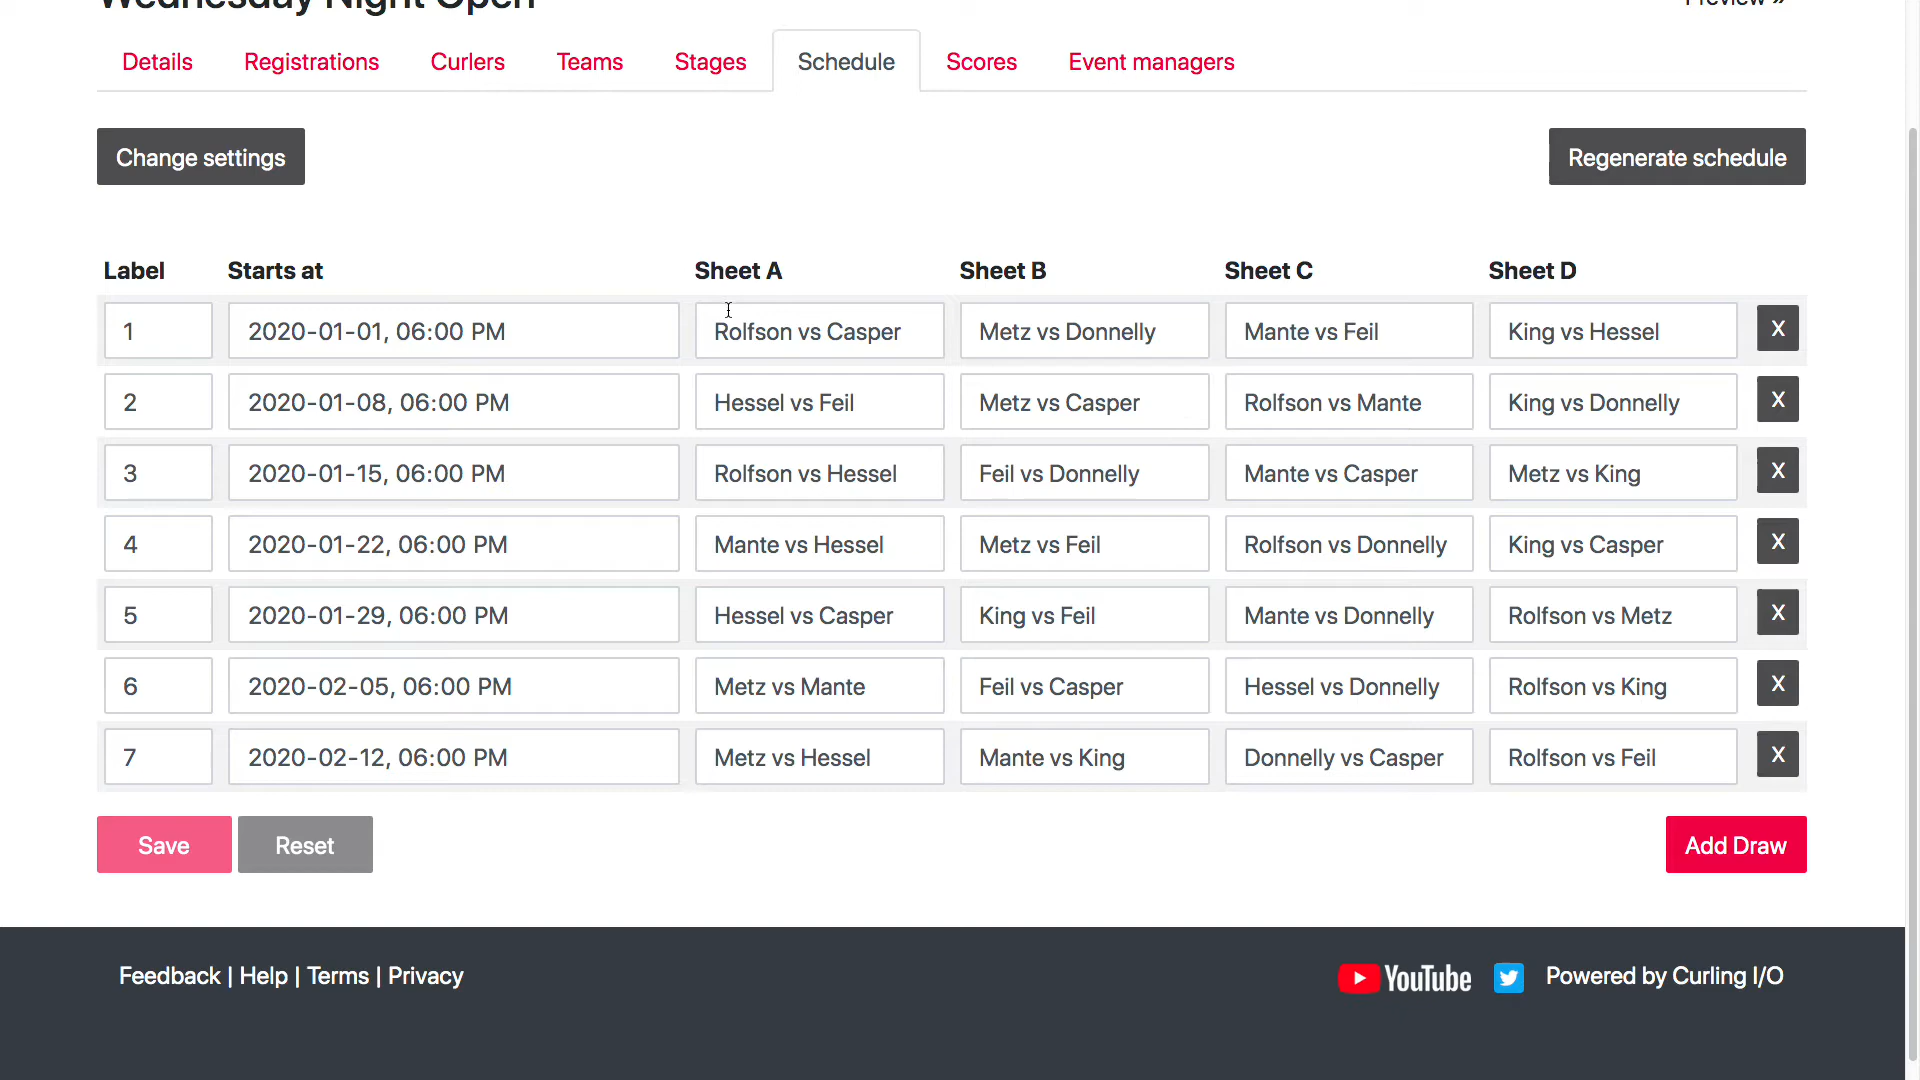 Wednesday Night Open
Preview »
Details Registrations Curlers Teams Stages Schedule Scores Event managers
Change settings Regenerate schedule
Label Starts at Sheet A Sheet B Sheet C Sheet D
1 2020-01-01, 06:00 PM Rolfson vs Casper Metz vs Donnelly Mante vs Feil King vs Hessel X
2 2020-01-08, 06:00 PM Hessel vs Feil Metz vs Casper Rolfson vs Mante King vs Donnelly X
3 2020-01-15, 06:00 PM Rolfson vs Hessel Feil vs Donnelly Mante vs Casper Metz vs King X
4 2020-01-22, 06:00 PM Mante vs Hessel Metz vs Feil Rolfson vs Donnelly King vs Casper X
5 2020-01-29, 06:00 PM Hessel vs Casper King vs Feil Mante vs Donnelly Rolfson vs Metz X
6 2020-02-05, 06:00 PM Metz vs Mante Feil vs Casper Hessel vs Donnelly Rolfson vs King X
7 2020-02-12, 06:00 PM Metz vs Hessel Mante vs King Donnelly vs Casper Rolfson vs Feil X
Save Reset Add Draw
Feedback | Help | Terms | Privacy YouTube Powered by Curling I/O